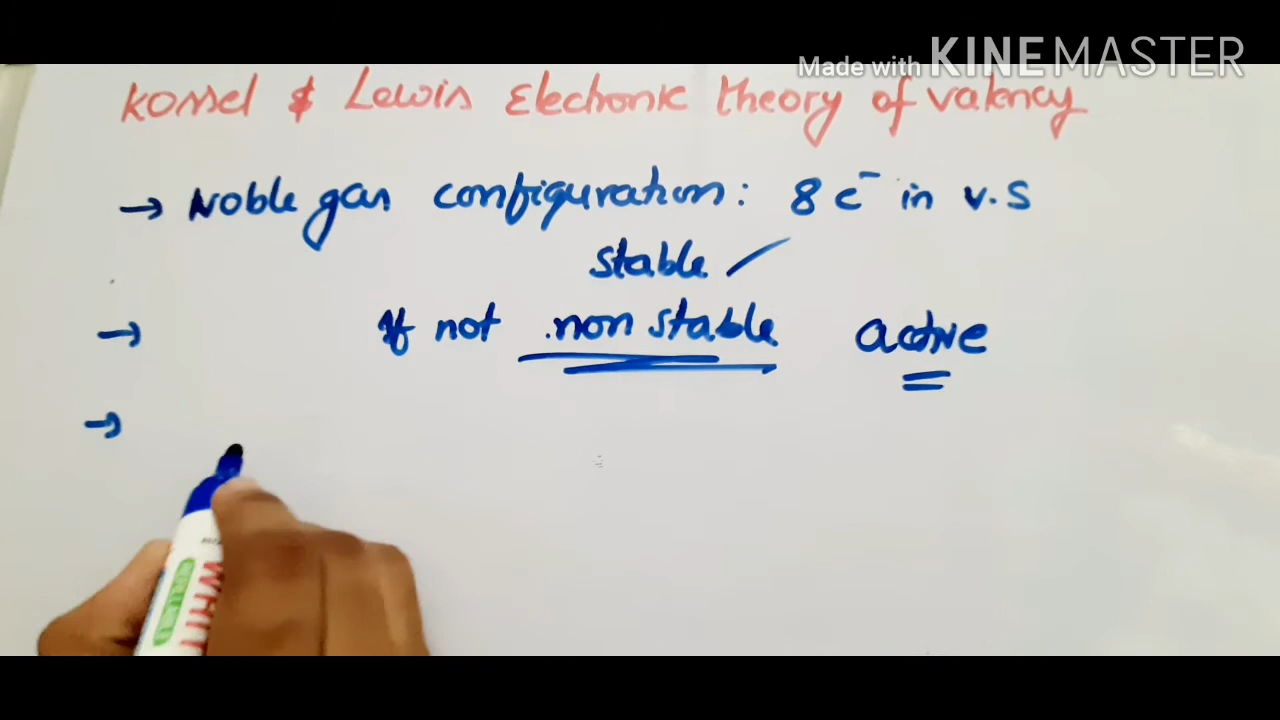 Made with KINEMASTER
Kossel & Lewis Electronic theory of valency
→ Noble gas configuration: 8 e⁻ in v.s
stable
→ If not non stable active
→
WHIT